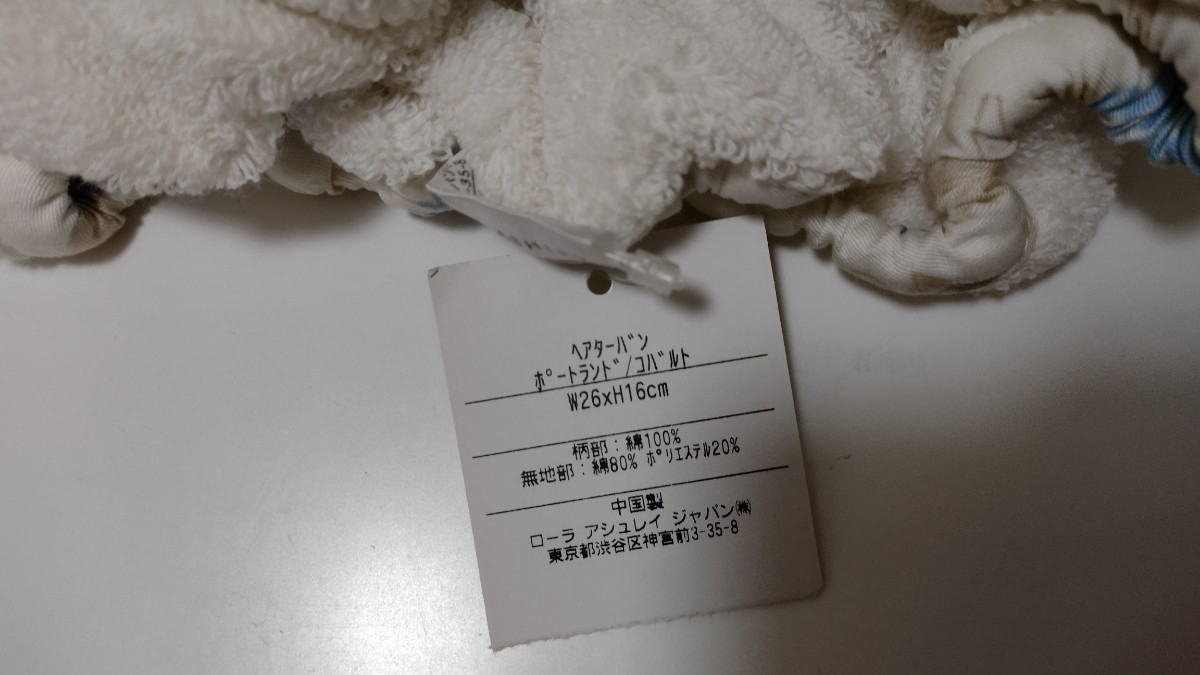 ヘアターバン
ポートランド/コバルト
W26xH16cm
柄部:綿100%
無地部:綿80% ポリエステル20%
中国製
ローラ アシュレイ ジャパン㈱
東京都渋谷区神宮前3-35-8